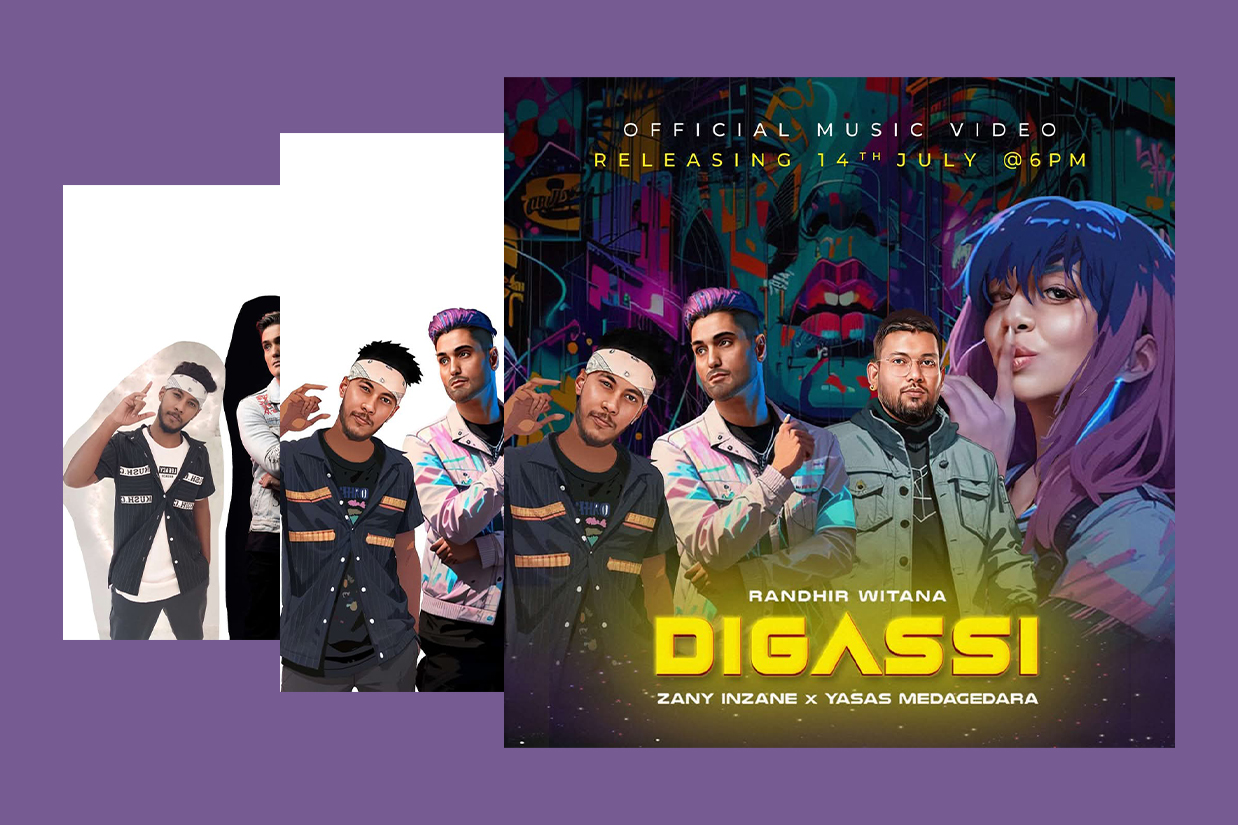 OFFICIAL MUSIC VIDEO
RELEASING 14TH JULY @6PM
RANDHIR WITANA
DIGASSI
ZANY INZANE x YASAS MEDAGEDARA